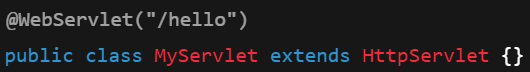 @WebServlet("/hello")
public class MyServlet extends HttpServlet {}